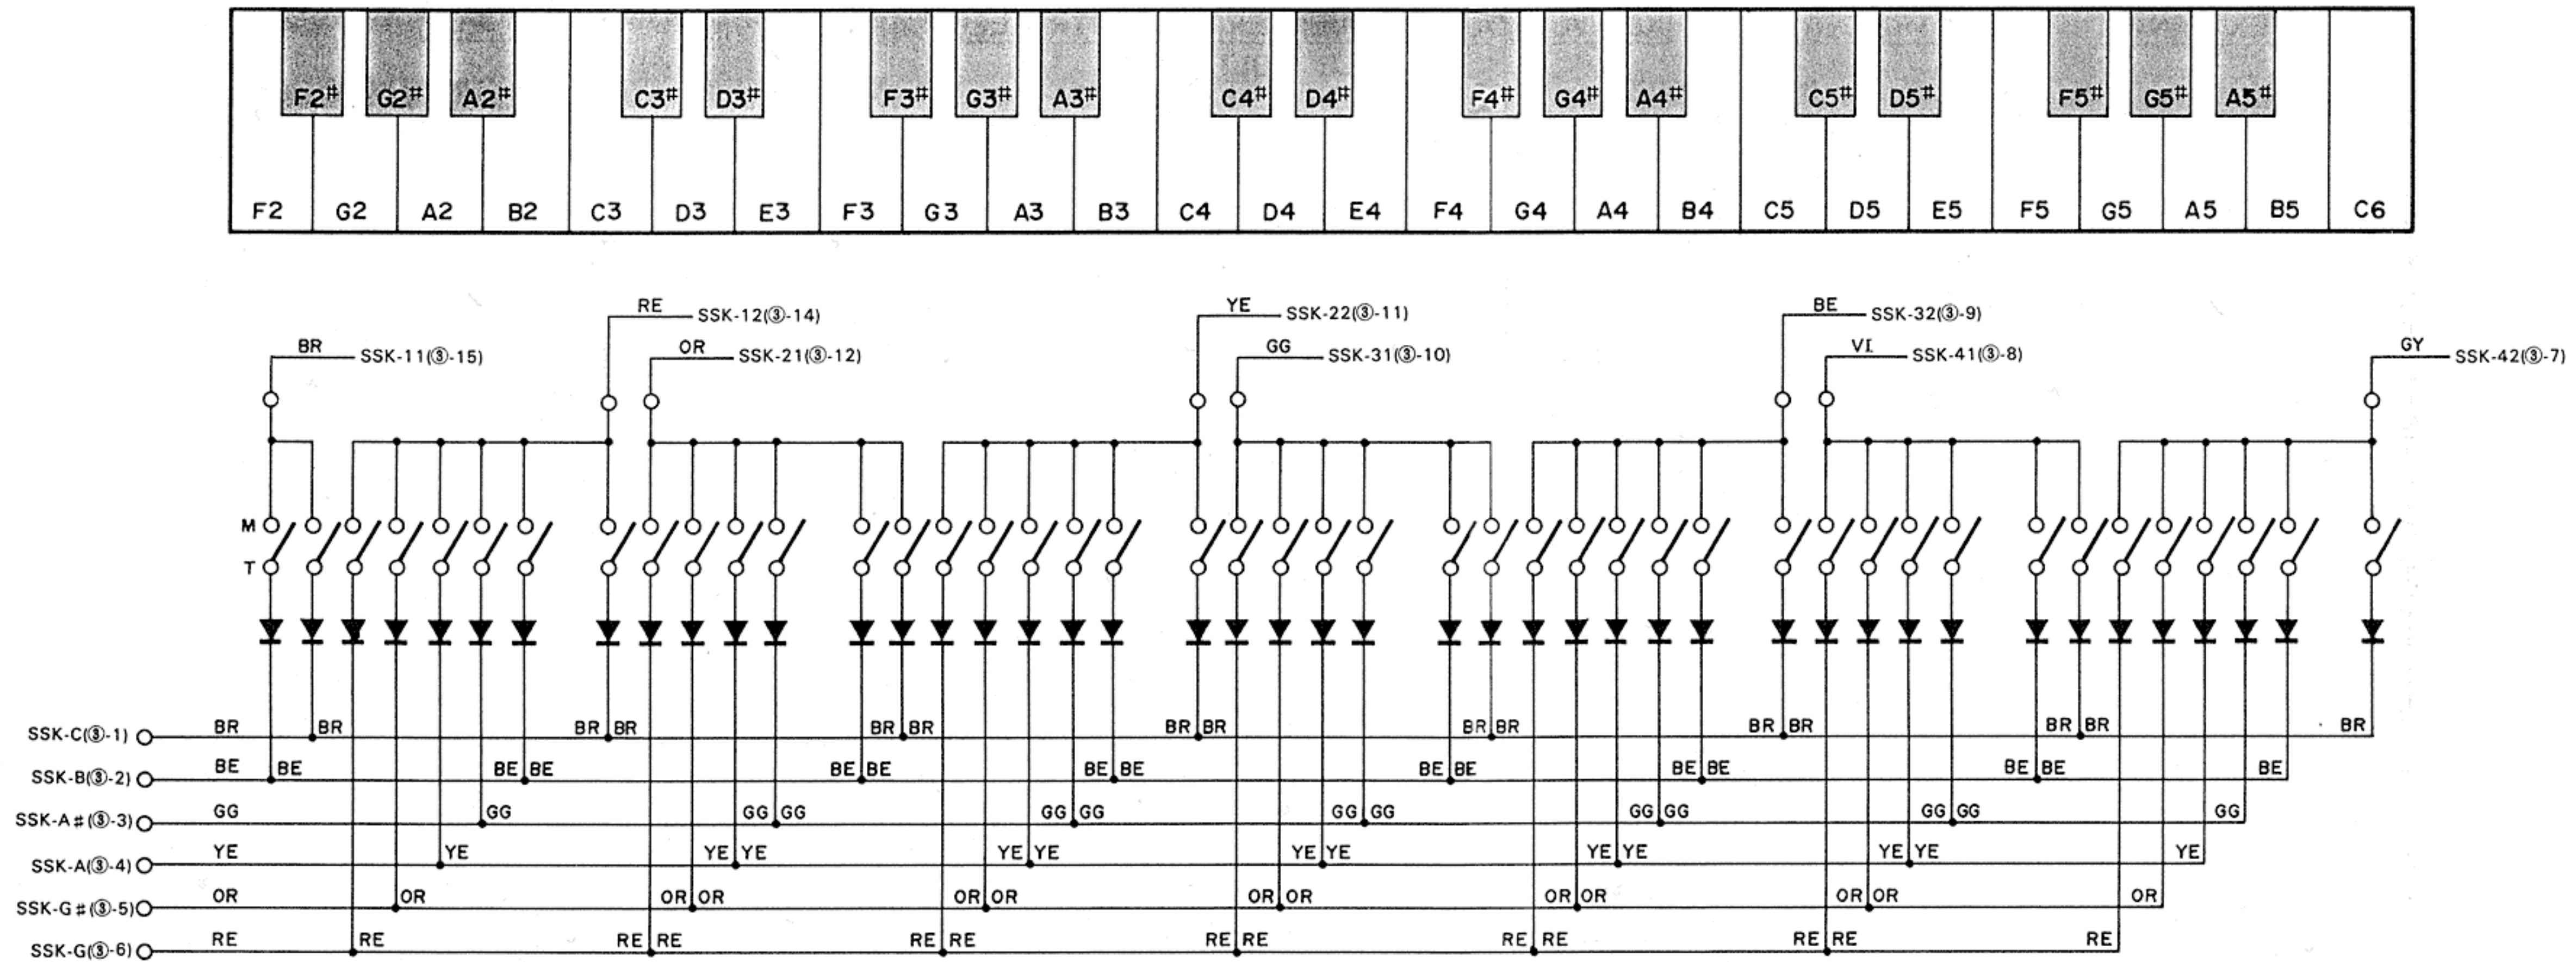 F2# G2# A2# C3# D3# F3# G3# A3# C4# D4# F4# G4# A4# C5# D5# F5# G5# A5#
F2 G2 A2 B2 C3 D3 E3 F3 G3 A3 B3 C4 D4 E4 F4 G4 A4 B4 C5 D5 E5 F5 G5 A5 B5 C6
RE SSK-12(③-14) YE SSK-22(③-11) BE SSK-32(③-9)
BR SSK-11(③-15) OR SSK-21(③-12) GG SSK-31(③-10) VI SSK-41(③-8) GY SSK-42(③-7)
M
T
SSK-C(③-1) BR BR BR BR BR BR BR BR BR BR BR BR BR BR BR
SSK-B(③-2) BE BE BE BE BE BE BE BE BE BE BE BE BE BE BE
SSK-A#(③-3) GG GG GG GG GG GG GG GG GG GG GG GG GG
SSK-A(③-4) YE YE YE YE YE YE YE YE YE YE YE YE YE
SSK-G#(③-5) OR OR OR OR OR OR OR OR OR OR OR OR OR
SSK-G(③-6) RE RE RE RE RE RE RE RE RE RE RE RE RE